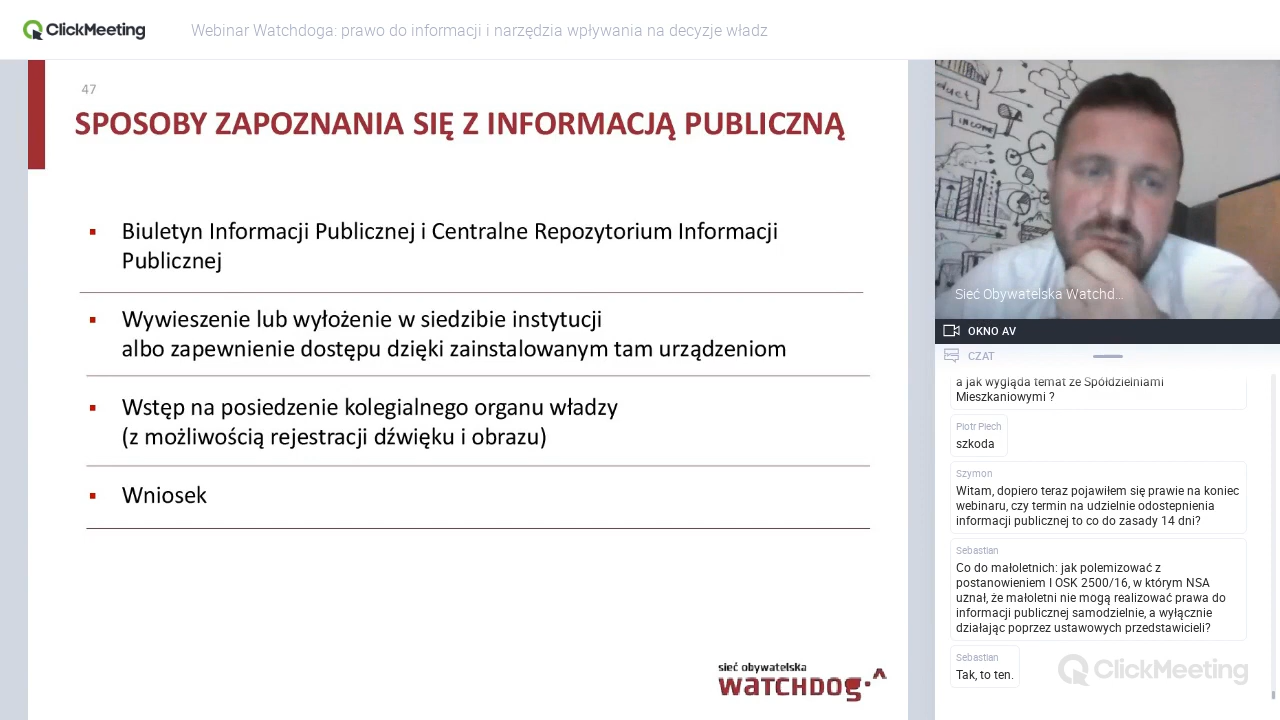 ClickMeeting
Webinar Watchdoga: prawo do informacji i narzędzia wpływania na decyzje władz
47
SPOSOBY ZAPOZNANIA SIĘ Z INFORMACJĄ PUBLICZNĄ
▪ Biuletyn Informacji Publicznej i Centralne Repozytorium Informacji
Publicznej
▪ Wywieszenie lub wyłożenie w siedzibie instytucji
albo zapewnienie dostępu dzięki zainstalowanym tam urządzeniom
▪ Wstęp na posiedzenie kolegialnego organu władzy
(z możliwością rejestracji dźwięku i obrazu)
▪ Wniosek
sieć obywatelska
WATCHDOG
INCOME
Sieć Obywatelska Watchd...
OKNO AV
CZAT
a jak wygląda temat ze Spółdzielniami
Mieszkaniowymi ?
Piotr Piech
szkoda
Szymon
Witam, dopiero teraz pojawiłem się prawie na koniec
webinaru, czy termin na udzielnie odostepnienia
informacji publicznej to co do zasady 14 dni?
Sebastian
Co do małoletnich: jak polemizować z
postanowieniem I OSK 2500/16, w którym NSA
uznał, że małoletni nie mogą realizować prawa do
informacji publicznej samodzielnie, a wyłącznie
działając poprzez ustawowych przedstawicieli?
Sebastian
Tak, to ten.
ClickMeeting